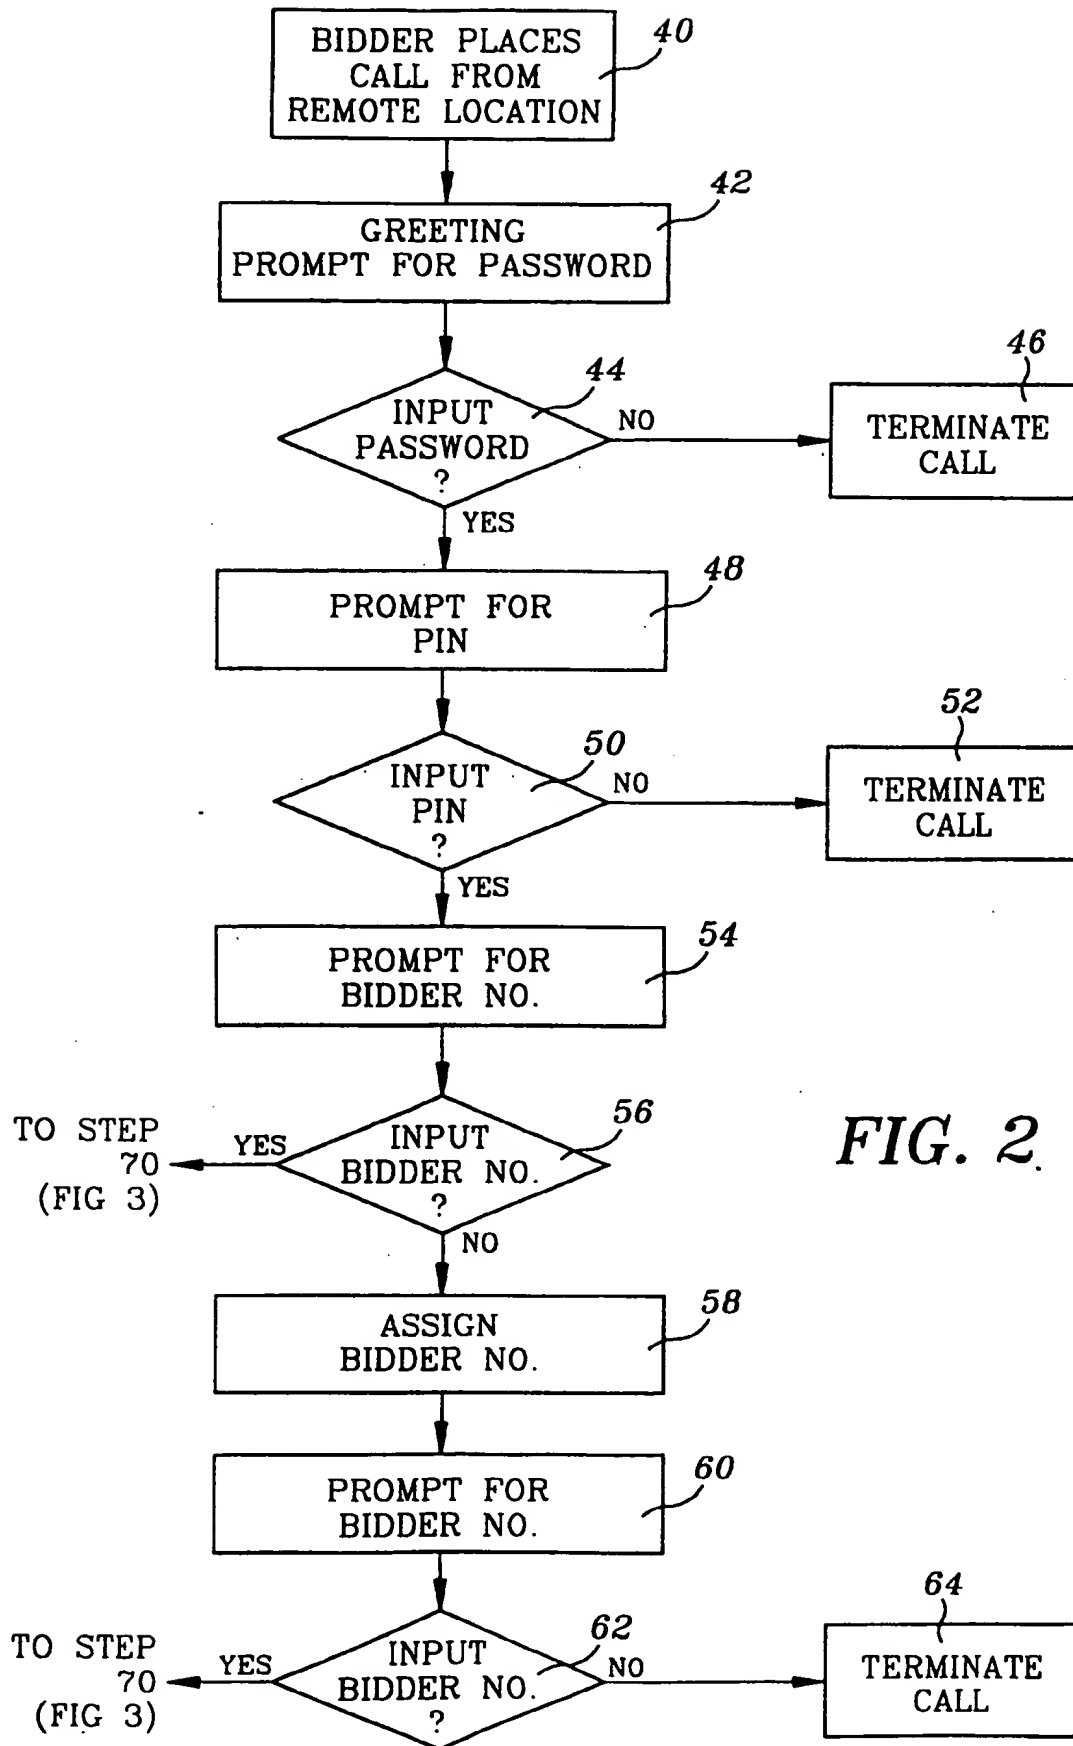 BIDDER PLACES
CALL FROM
REMOTE LOCATION
40
42
GREETING
PROMPT FOR PASSWORD
44
INPUT
PASSWORD
?
NO
46
TERMINATE
CALL
YES
48
PROMPT FOR
PIN
50
INPUT
PIN
?
NO
52
TERMINATE
CALL
YES
54
PROMPT FOR
BIDDER NO.
56
INPUT
BIDDER NO.
?
YES
TO STEP
70
(FIG 3)
FIG. 2
NO
58
ASSIGN
BIDDER NO.
60
PROMPT FOR
BIDDER NO.
62
INPUT
BIDDER NO.
?
YES
TO STEP
70
(FIG 3)
NO
64
TERMINATE
CALL